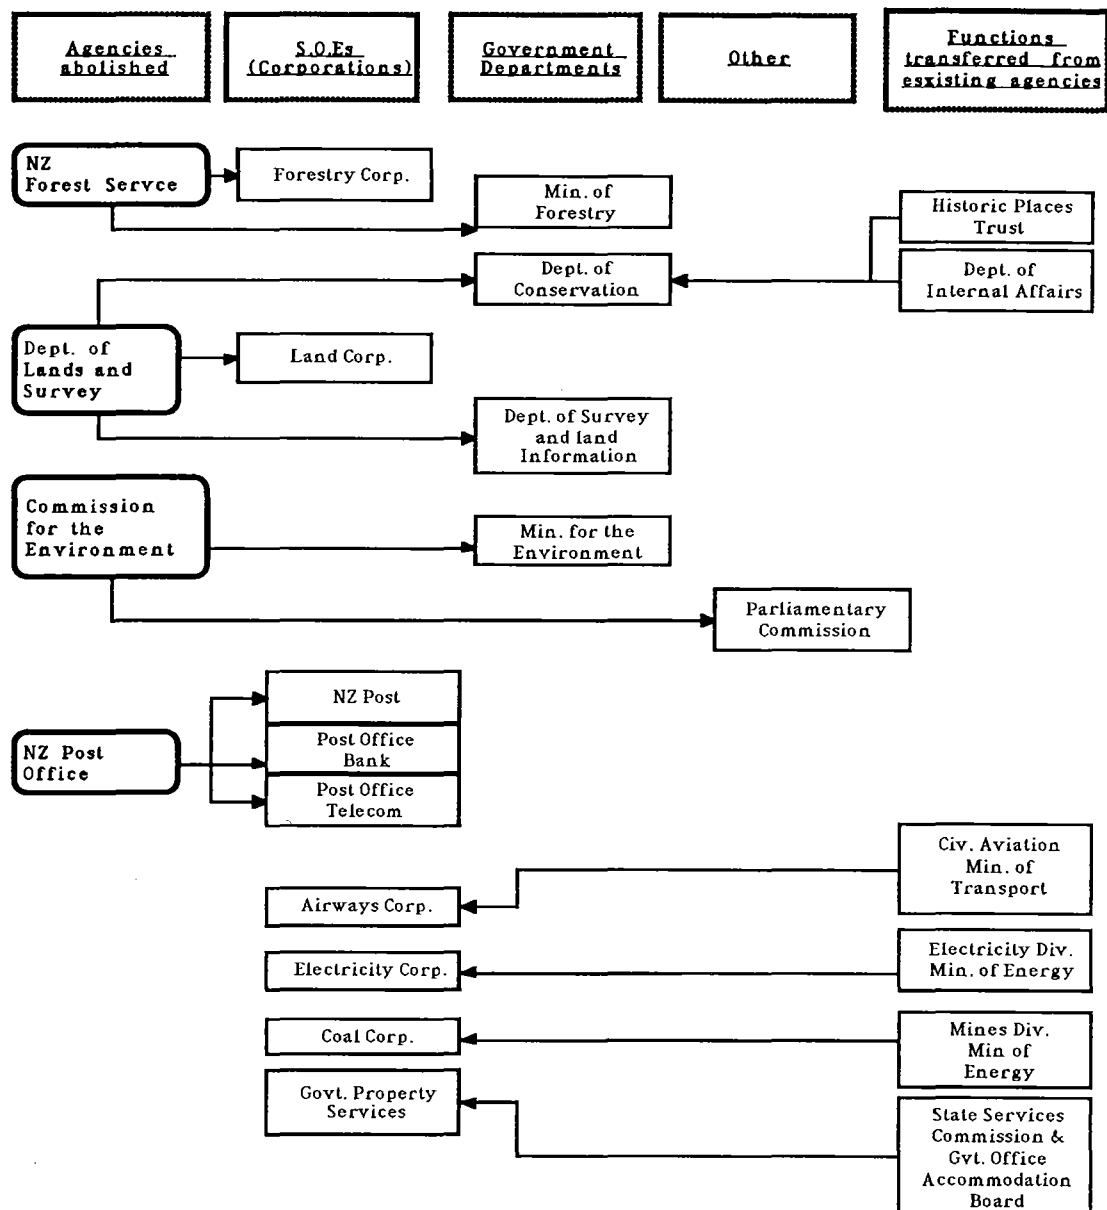 Agencies
abolished
S.O.Es
(Corporations)
Government
Departments
Other
Functions
transferred from
esxisting agencies
NZ
Forest Servce
Forestry Corp.
Min. of
Forestry
Historic Places
Trust
Dept. of
Conservation
Dept. of
Internal Affairs
Dept. of
Lands and
Survey
Land Corp.
Dept. of Survey
and land
Information
Commission
for the
Environment
Min. for the
Environment
Parliamentary
Commission
NZ Post
Office
NZ Post
Post Office
Bank
Post Office
Telecom
Civ. Aviation
Min. of
Transport
Airways Corp.
Electricity Corp.
Electricity Div.
Min. of Energy
Coal Corp.
Mines Div.
Min of
Energy
Govt. Property
Services
State Services
Commission &
Gvt. Office
Accommodation
Board